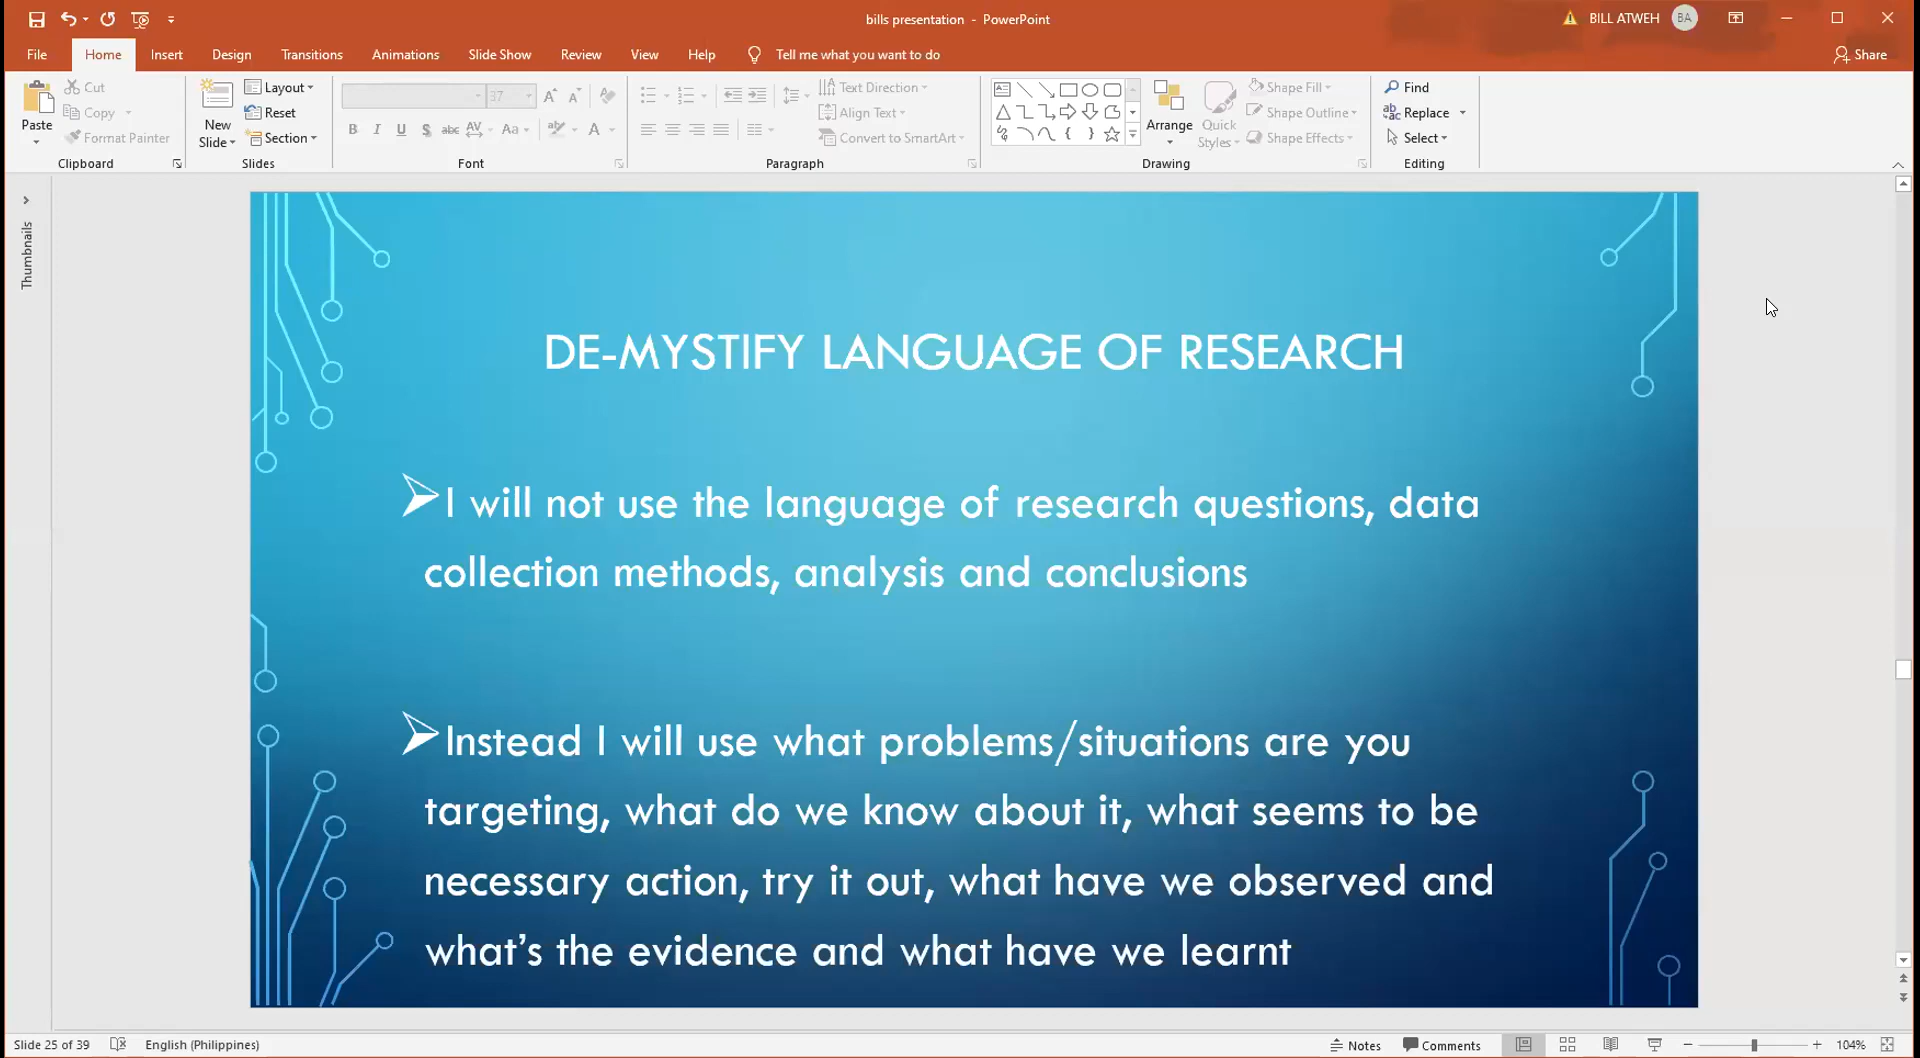 bills presentation - PowerPoint
BILL ATWEH
BA
File Home Insert Design Transitions Animations Slide Show Review View Help Tell me what you want to do
Share
Paste
Cut
Copy
Format Painter
Clipboard
New
Slide
Layout
Reset
Section
Slides
37
B I U S abc AV Aa A
Font
Text Direction
Align Text
Convert to SmartArt
Paragraph
Arrange
Quick
Styles
Shape Fill
Shape Outline
Shape Effects
Drawing
Find
Replace
Select
Editing
Thumbnails
DE-MYSTIFY LANGUAGE OF RESEARCH
I will not use the language of research questions, data
collection methods, analysis and conclusions
Instead I will use what problems/situations are you
targeting, what do we know about it, what seems to be
necessary action, try it out, what have we observed and
what's the evidence and what have we learnt
Slide 25 of 39
English (Philippines)
Notes
Comments
104%